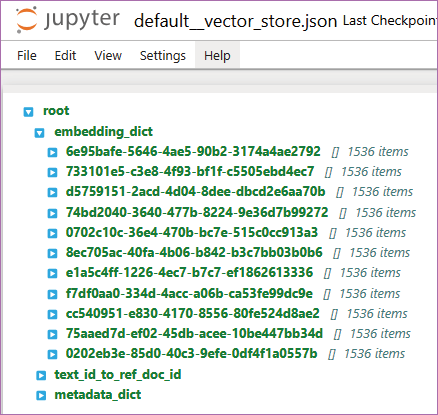 jupyter default__vector_store.json Last Checkpoin
File View Settings Help
root
embedding_dict
6e95bafe-5646-4ae5-90b2-3174a4ae2792 [] 1536 items
733101e5-c3e8-4f93-bf1f-c5505ebd4ec7 [] 1536 items
d5759151-2acd-4d04-8dee-dbcd2e6aa70b [] 1536 items
74bd2040-3640-477b-8224-9e36d7b99272 [] 1536 items
0702c10c-36e4-470b-bc7e-515c0cc913a3 [] 1536 items
8ec705ac-40fa-4b06-b842-b3c7bb03b0b6 [] 1536 items
e1a5c4ff-1226-4ec7-b7c7-ef1862613336 [] 1536 items
f7df0aa0-334d-4acc-a06b-ca53fe99dc9e [] 1536 items
cc540951-e830-4170-8556-80fe524d8ae2 [] 1536 items
75aaed7d-ef02-45db-acee-10be447bb34d [] 1536 items
0202eb3e-85d0-40c3-9efe-0df4f1a0557b [] 1536 items
text_id_to_ref_doc_id
metadata_dict